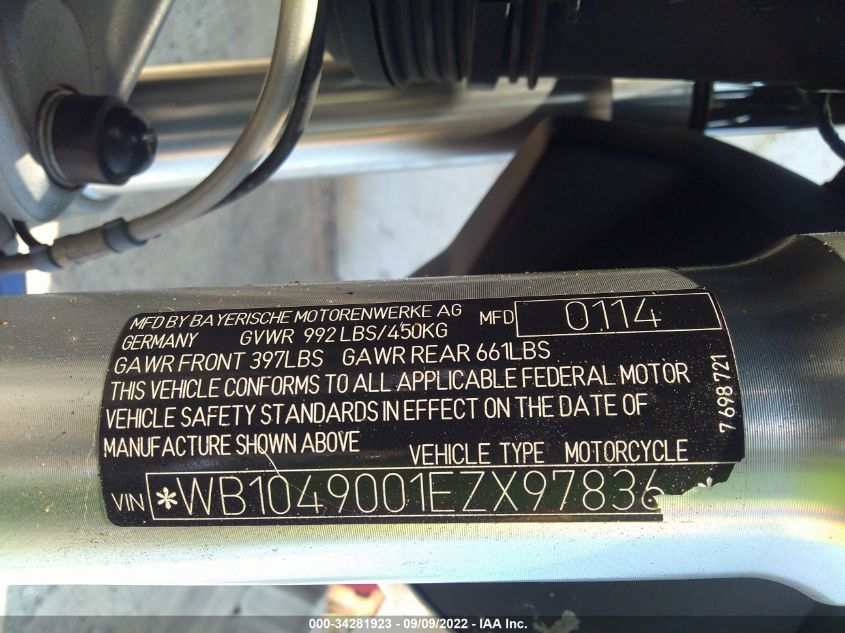 MFD BY BAYERISCHE MOTORENWERKE AG
GERMANY GVWR 992 LBS/450KG
MFD 0114
GAWR FRONT 397LBS GAWR REAR 661LBS
THIS VEHICLE CONFORMS TO ALL APPLICABLE FEDERAL MOTOR
VEHICLE SAFETY STANDARDS IN EFFECT ON THE DATE OF
MANUFACTURE SHOWN ABOVE
VEHICLE TYPE MOTORCYCLE
7 698 721
VIN *WB1049001EZX97836*
000-34281923 - 09/09/2022 - IAA Inc.